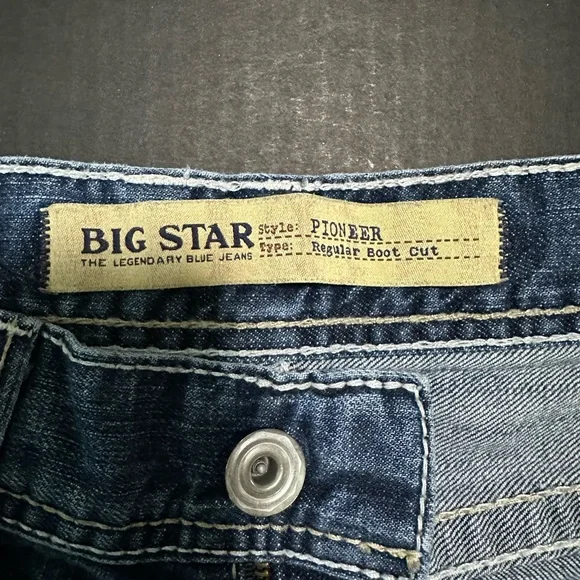 BIG STAR
THE LEGENDARY BLUE JEANS
Style: PIONEER
Type: Regular Boot Cut